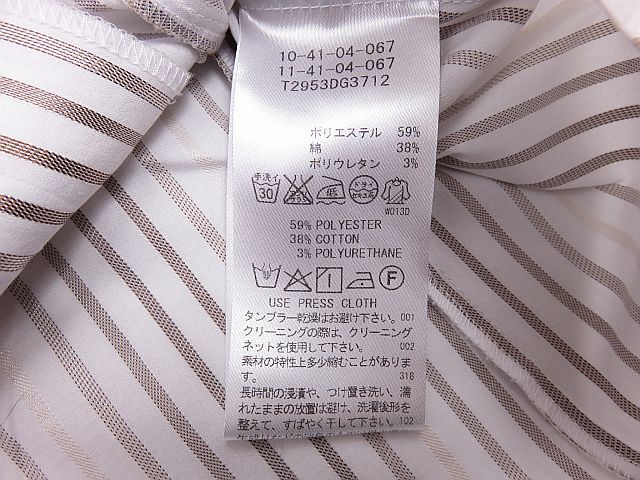 10-41-04-067
11-41-04-067
T2953DG3712
ポリエステル 59%
綿 38%
ポリウレタン 3%
手洗イ 30 低
W013D
59% POLYESTER
38% COTTON
3% POLYURETHANE
F
USE PRESS CLOTH
タンブラー乾燥はお避け下さい。001
クリーニングの際は、クリーニング
ネットを使用して下さい。 002
素材の特性上多少縮むことがありま
す。 318
長時間の浸漬や、つけ置き洗い、濡
れたままの放置は避け、洗濯後形を
整えて、すばやく干して下さい。102